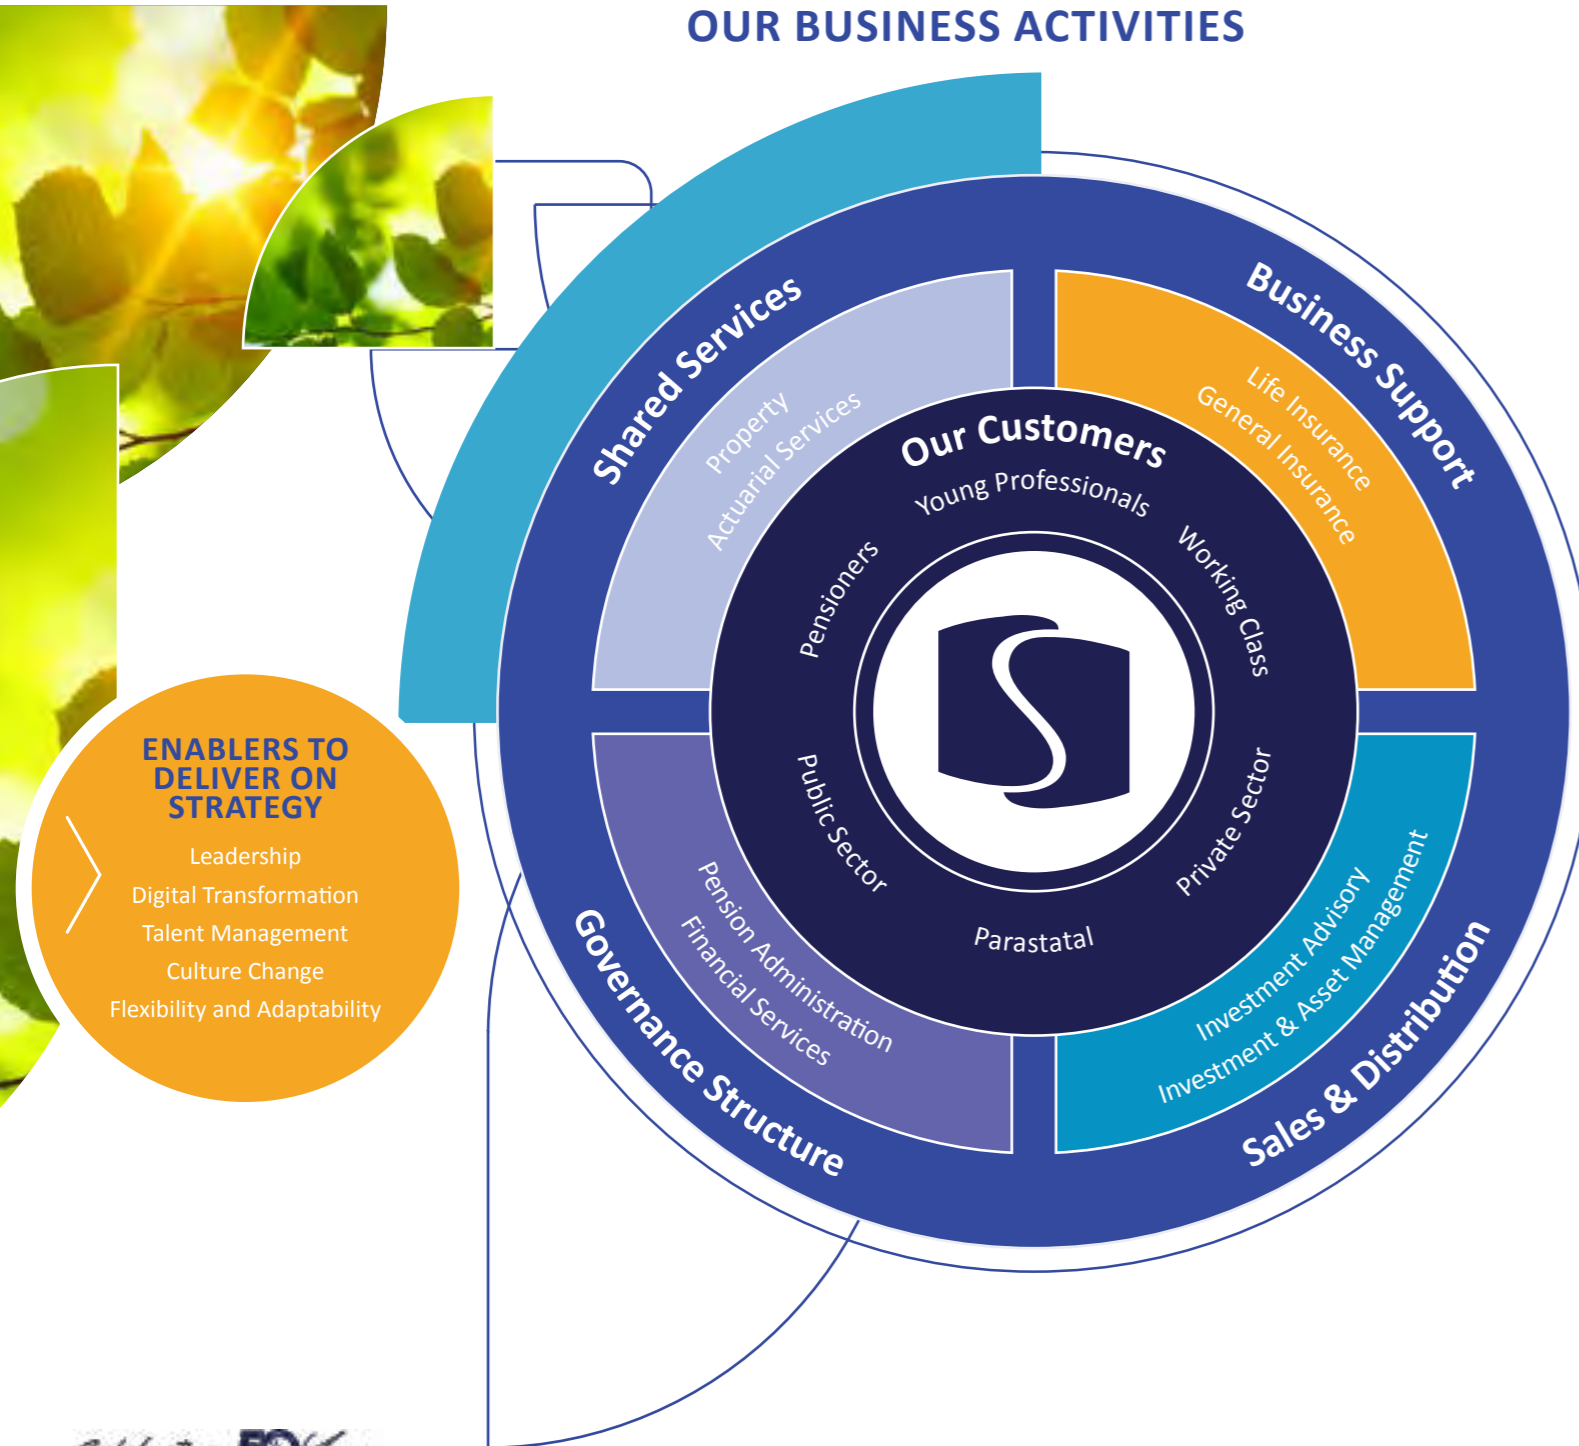 OUR BUSINESS ACTIVITIES
Shared Services
Business Support
Property
Actuarial Services
Life Insurance
General Insurance
Our Customers
Young Professionals
Pensioners
Working Class
Public Sector
Private Sector
Parastatal
Pension Administration
Financial Services
Investment Advisory
Investment & Asset Management
Governance Structure
Sales & Distribution
ENABLERS TO
DELIVER ON
STRATEGY
Leadership
Digital Transformation
Talent Management
Culture Change
Flexibility and Adaptability